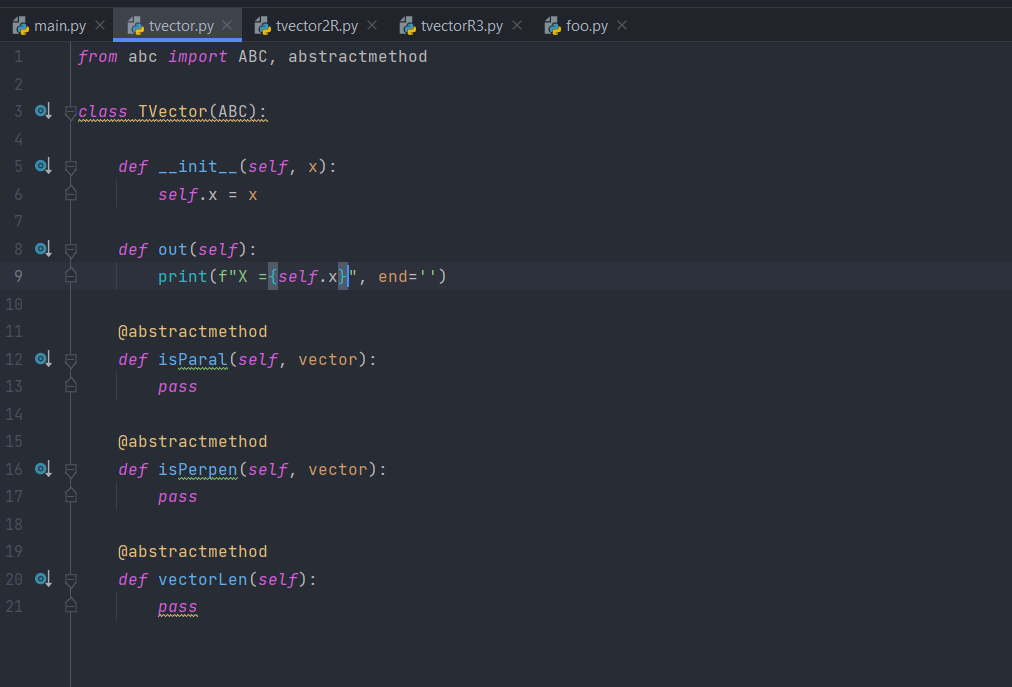 main.py tvector.py tvector2R.py tvectorR3.py foo.py
1 from abc import ABC, abstractmethod
2
3 class TVector(ABC):
4
5 def __init__(self, x):
6 self.x = x
7
8 def out(self):
9 print(f"X ={self.x}", end='')
10
11 @abstractmethod
12 def isParal(self, vector):
13 pass
14
15 @abstractmethod
16 def isPerpen(self, vector):
17 pass
18
19 @abstractmethod
20 def vectorLen(self):
21 pass